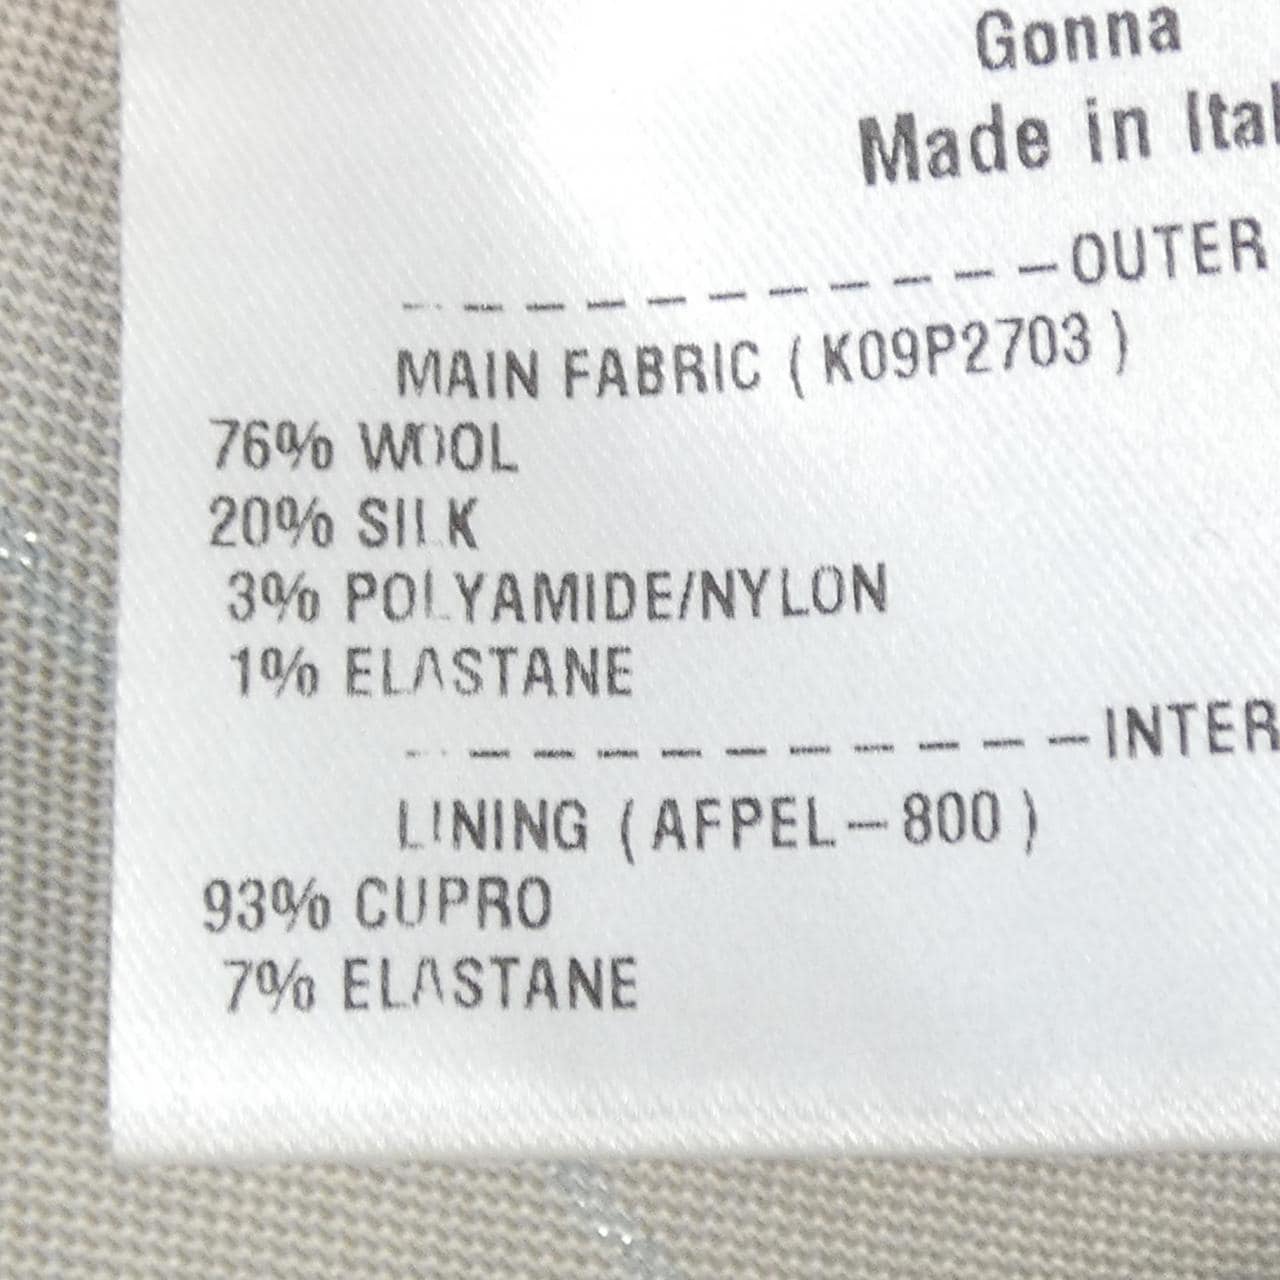 Gonna
Made in Ital
----------- OUTER
MAIN FABRIC (K09P2703)
76% WOOL
20% SILK
3% POLYAMIDE/NYLON
1% ELASTANE
----------- INTER
LINING (AFPEL-800)
93% CUPRO
7% ELASTANE